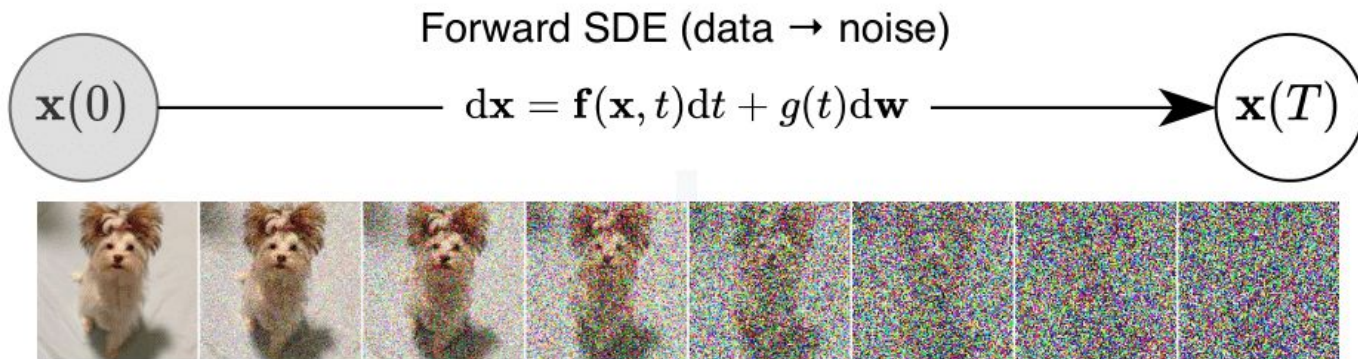 Forward SDE (data → noise)
x(0)
dx = f(x, t)dt + g(t)dw
x(T)